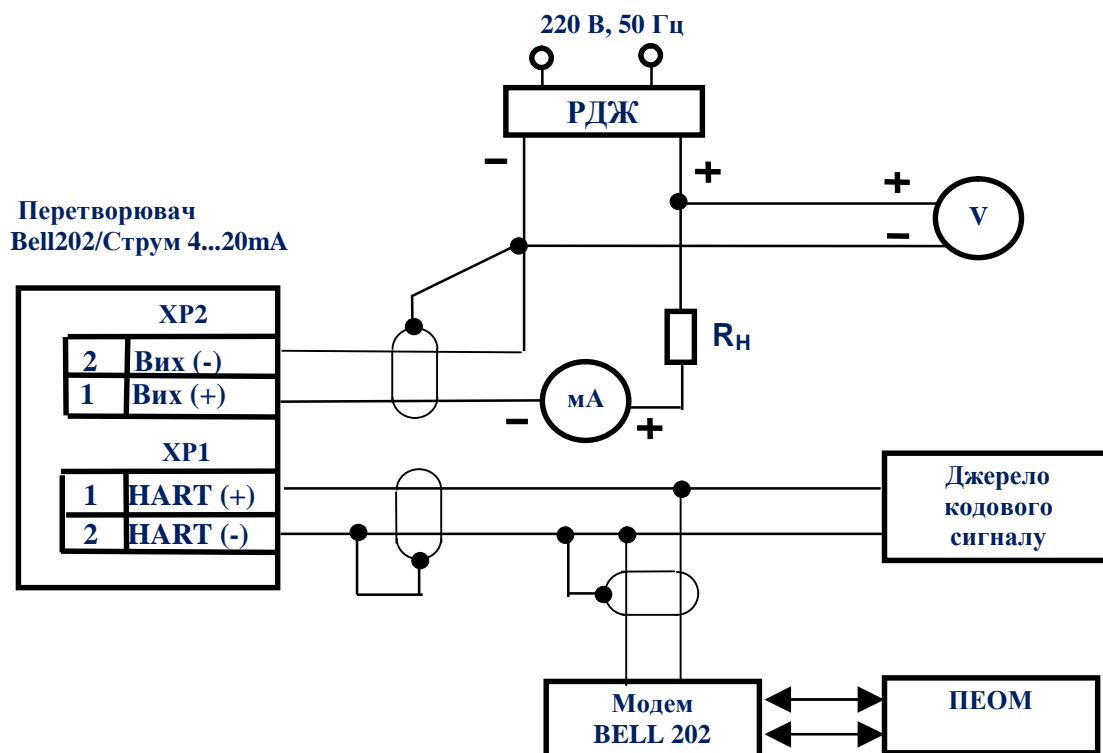 220 В, 50 Гц
РДЖ
–
+
+
V
–
Перетворювач
Bell202/Струм 4...20mA
XP2
2 Вих (-)
1 Вих (+)
RН
мА
–
+
XP1
1 HART (+)
2 HART (-)
Джерело
кодового
сигналу
Модем
BELL 202
ПЕОМ